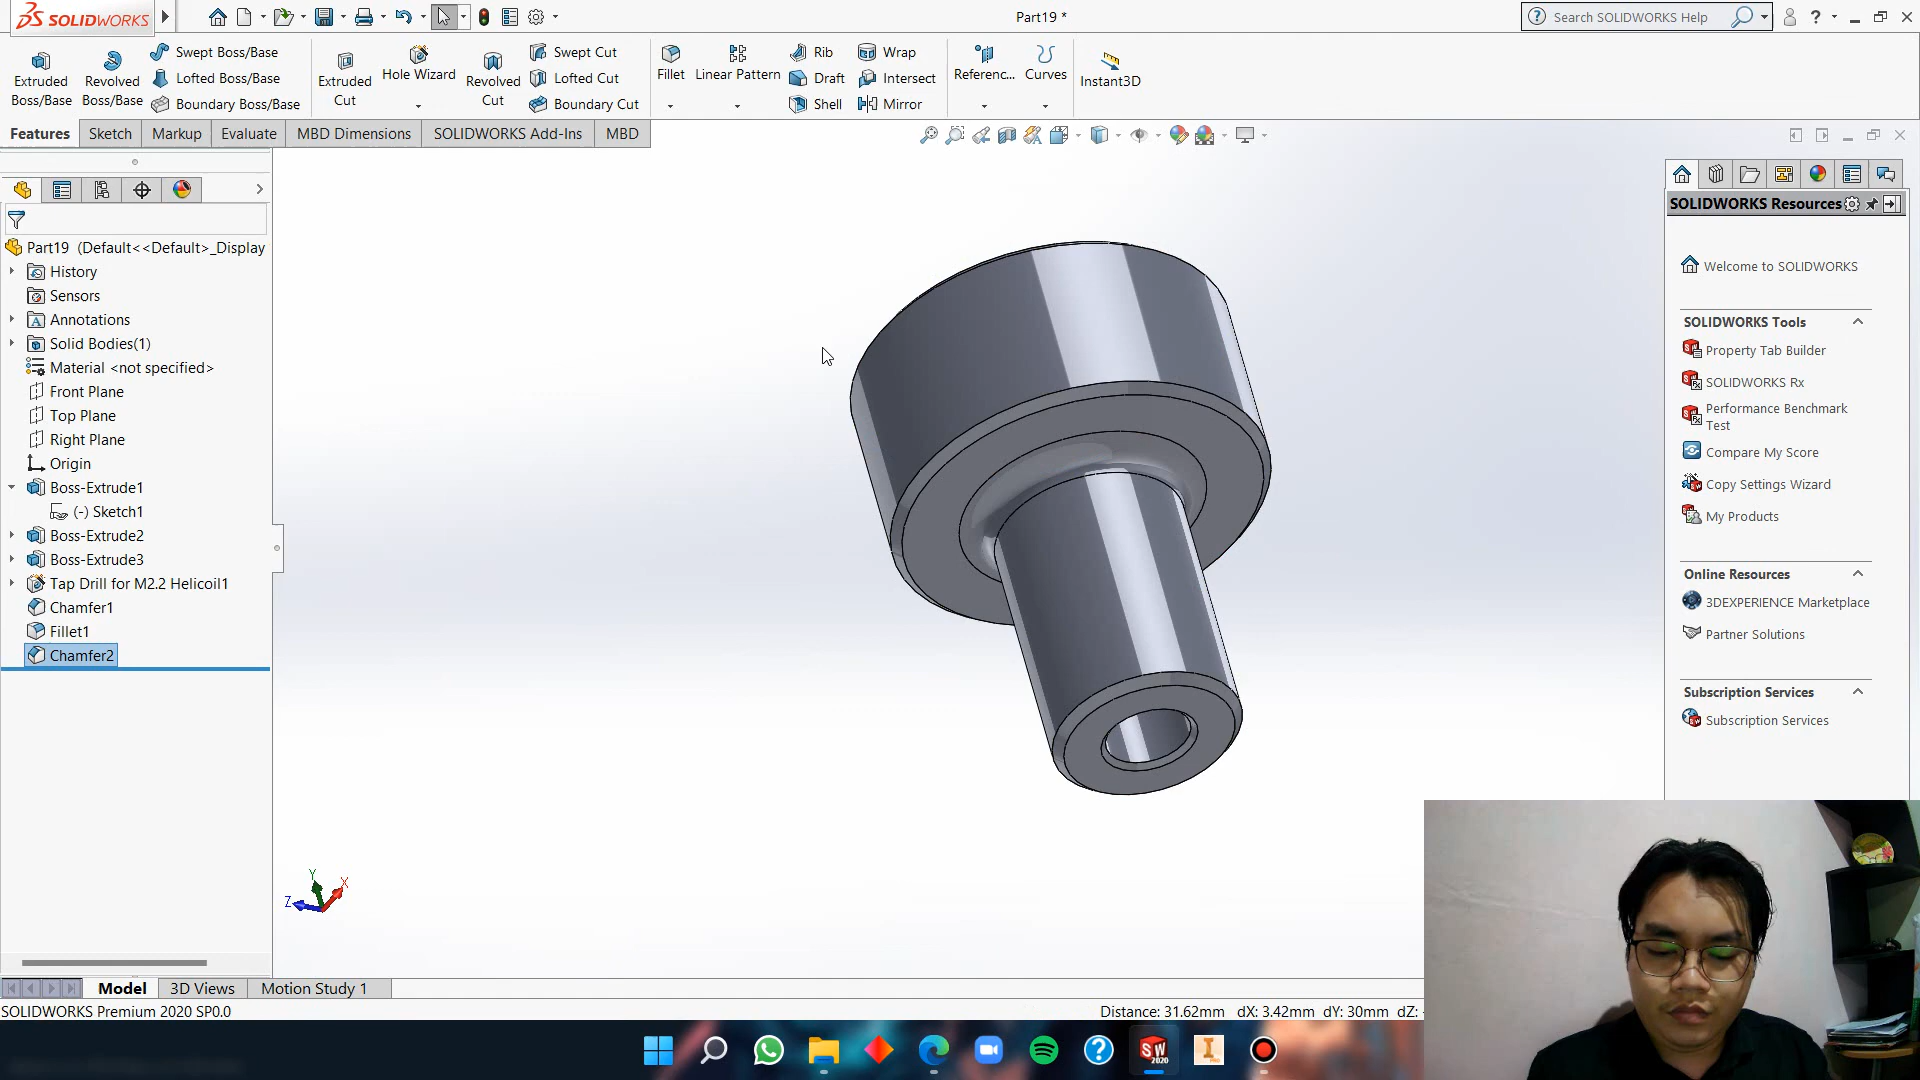 SOLIDWORKS
Part19 *
Search SOLIDWORKS Help
Extruded Boss/Base
Revolved Boss/Base
Swept Boss/Base
Lofted Boss/Base
Boundary Boss/Base
Extruded Cut
Hole Wizard
Revolved Cut
Swept Cut
Lofted Cut
Boundary Cut
Fillet
Linear Pattern
Rib
Draft
Shell
Wrap
Intersect
Mirror
Referenc...
Curves
Instant3D
Features
Sketch
Markup
Evaluate
MBD Dimensions
SOLIDWORKS Add-Ins
MBD
Part19 (Default<<Default>_Display
History
Sensors
Annotations
Solid Bodies(1)
Material <not specified>
Front Plane
Top Plane
Right Plane
Origin
Boss-Extrude1
(-) Sketch1
Boss-Extrude2
Boss-Extrude3
Tap Drill for M2.2 Helicoil1
Chamfer1
Fillet1
Chamfer2
Y
X
Z
SOLIDWORKS Resources
Welcome to SOLIDWORKS
SOLIDWORKS Tools
Property Tab Builder
SOLIDWORKS Rx
Performance Benchmark
Test
Compare My Score
Copy Settings Wizard
My Products
Online Resources
3DEXPERIENCE Marketplace
Partner Solutions
Subscription Services
Subscription Services
Model
3D Views
Motion Study 1
SOLIDWORKS Premium 2020 SP0.0
Distance: 31.62mm dX: 3.42mm dY: 30mm dZ:
SW
2020
I
PRO